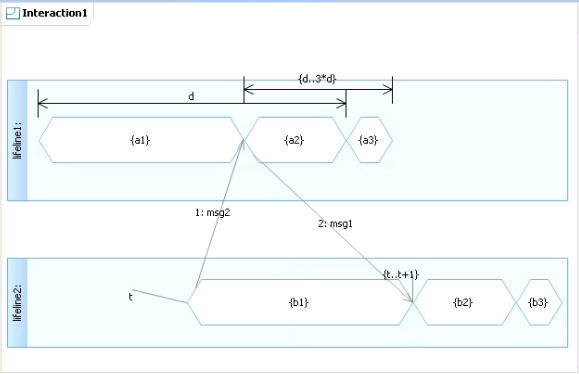 Interaction1
{d..3*d}
d
lifeline1:
{a1}
{a2}
{a3}
1: msg2
2: msg1
{t..t+1}
t
lifeline2:
{b1}
{b2}
{b3}